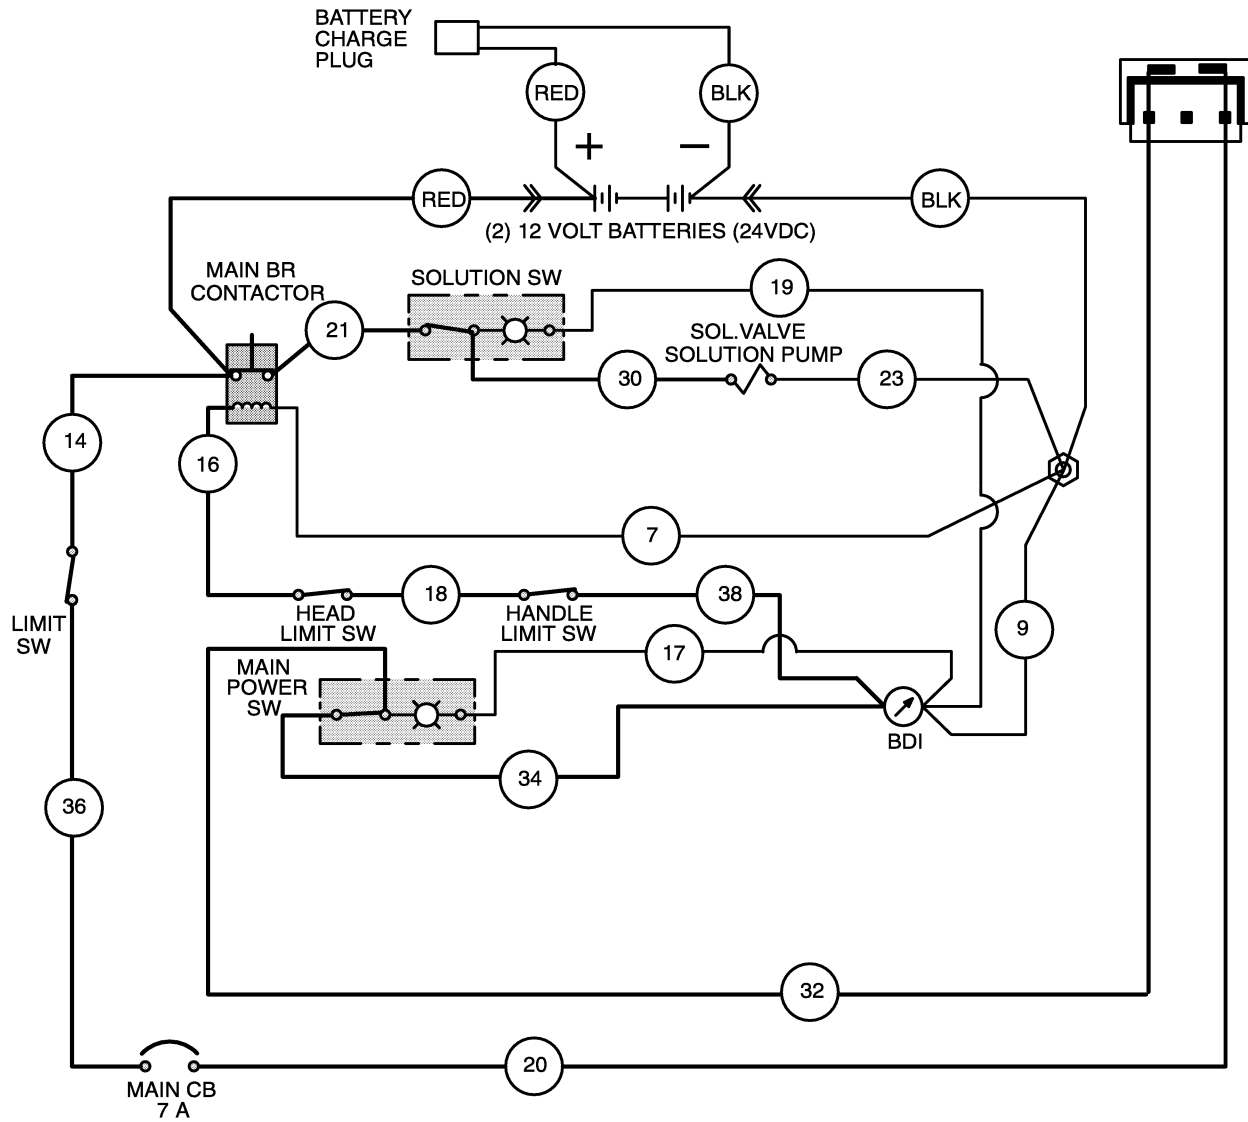 BATTERY
CHARGE
PLUG
RED
BLK
+
−
RED
BLK
(2) 12 VOLT BATTERIES (24VDC)
MAIN BR
CONTACTOR
SOLUTION SW
19
21
SOL.VALVE
SOLUTION PUMP
30
23
14
16
7
18
38
HEAD
LIMIT SW
HANDLE
LIMIT SW
LIMIT
SW
9
17
MAIN
POWER
SW
BDI
34
36
32
20
MAIN CB
7 A